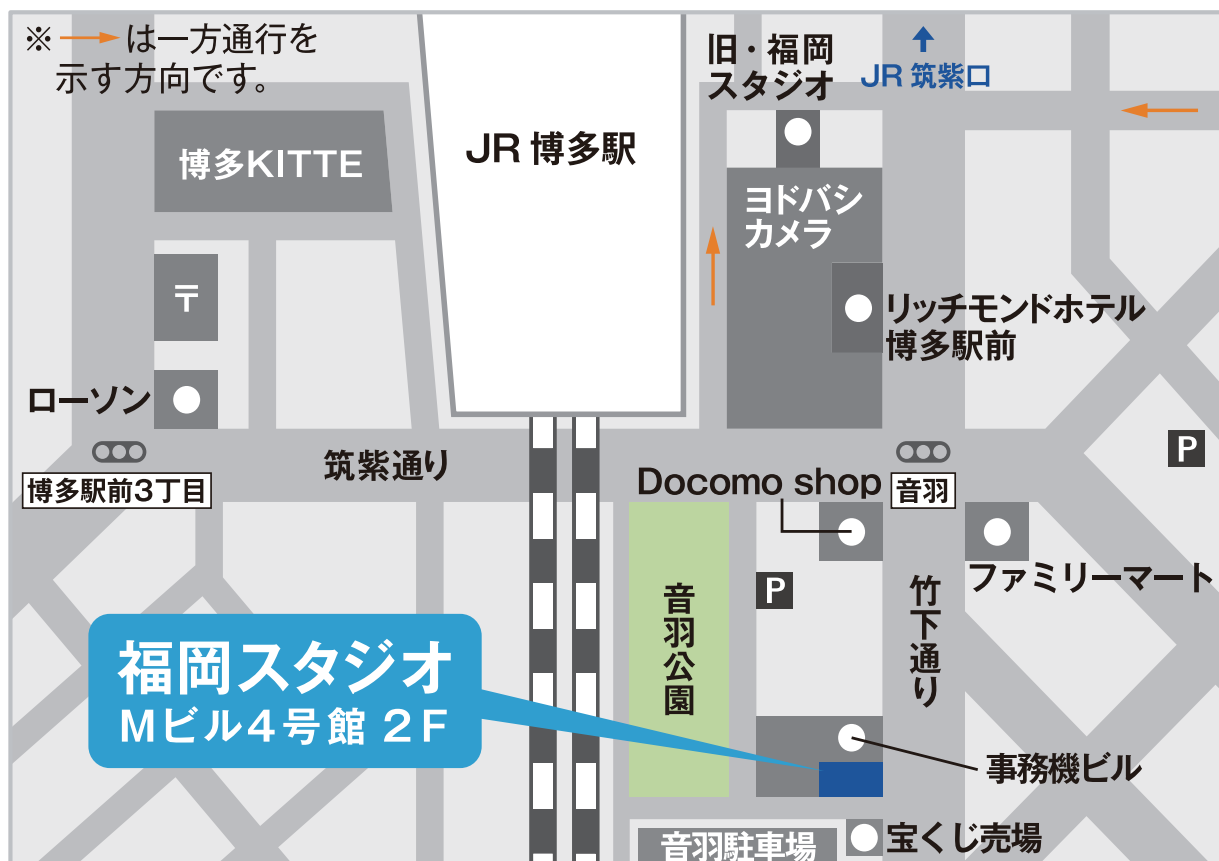 ※ → は一方通行を
示す方向です。
旧・福岡
スタジオ
JR 筑紫口
博多KITTE
JR 博多駅
ヨドバシ
カメラ
〒
リッチモンドホテル
博多駅前
ローソン
P
筑紫通り
博多駅前3丁目
Docomo shop
音羽
P
ファミリーマート
音羽公園
竹下通り
福岡スタジオ
Mビル4号館 2F
事務機ビル
音羽駐車場
宝くじ売場